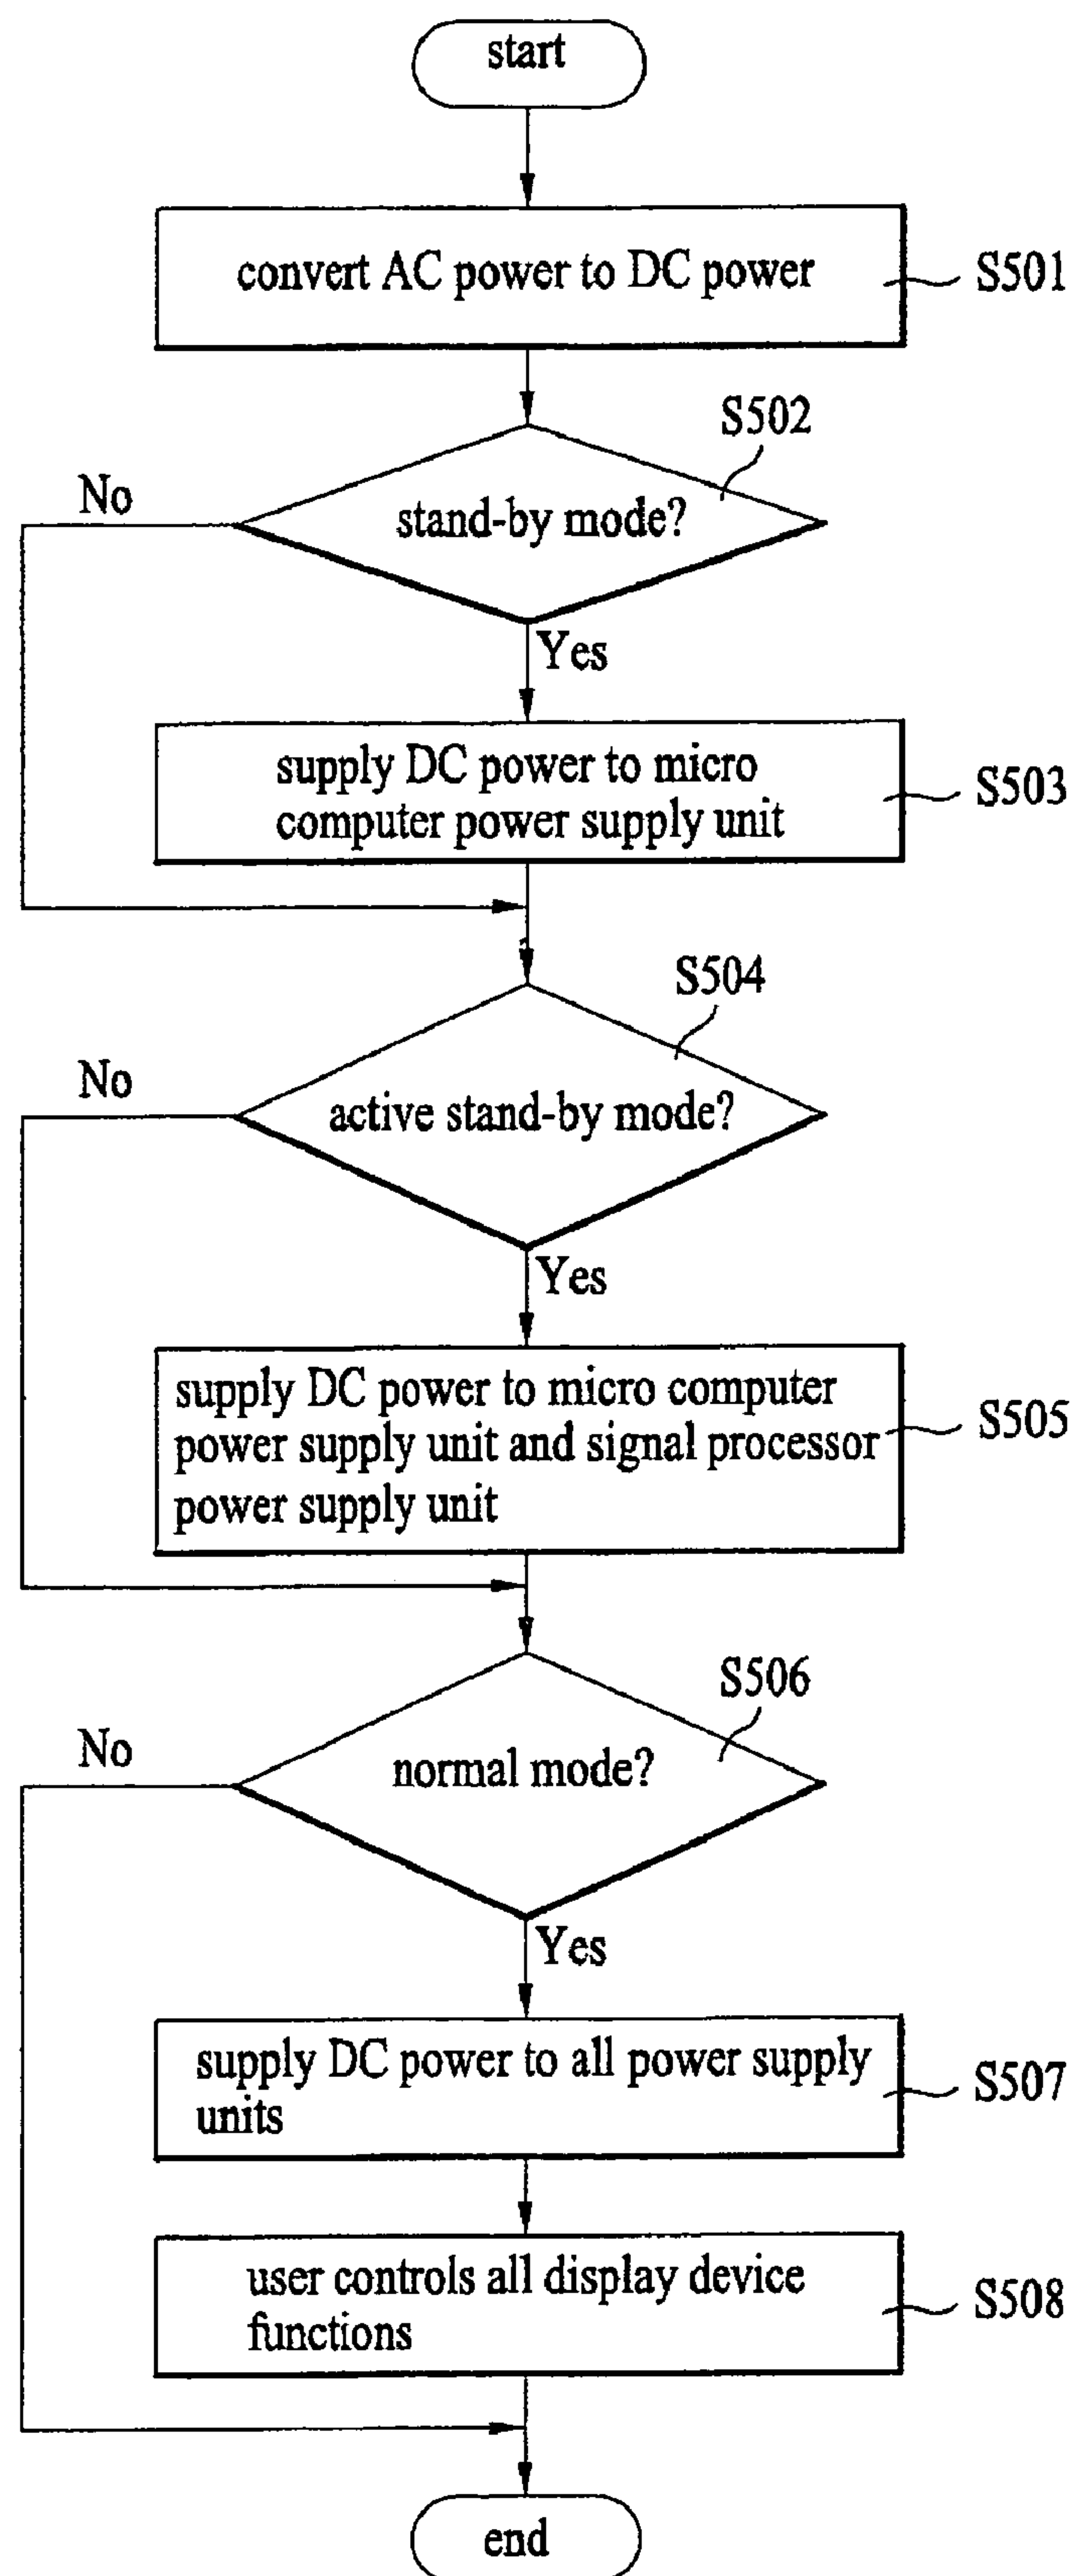 start
convert AC power to DC power
S501
S502
No
stand-by mode?
Yes
supply DC power to micro
computer power supply unit
S503
S504
No
active stand-by mode?
Yes
supply DC power to micro computer
power supply unit and signal processor
power supply unit
S505
S506
No
normal mode?
Yes
supply DC power to all power supply
units
S507
user controls all display device
functions
S508
end